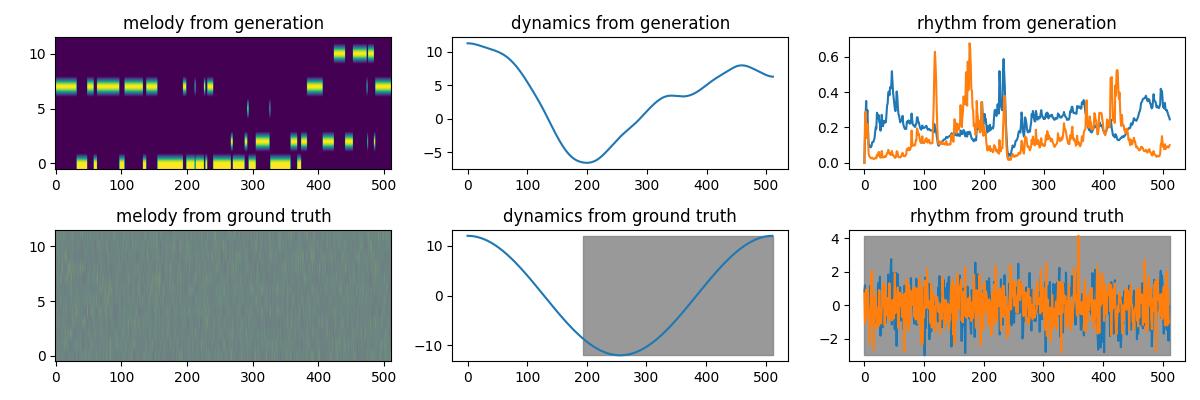 melody from generation
10
5
0
0 100 200 300 400 500
dynamics from generation
10
5
0
−5
0 100 200 300 400 500
rhythm from generation
0.6
0.4
0.2
0.0
0 100 200 300 400 500
melody from ground truth
10
5
0
0 100 200 300 400 500
dynamics from ground truth
10
0
−10
0 100 200 300 400 500
rhythm from ground truth
4
2
0
−2
0 100 200 300 400 500